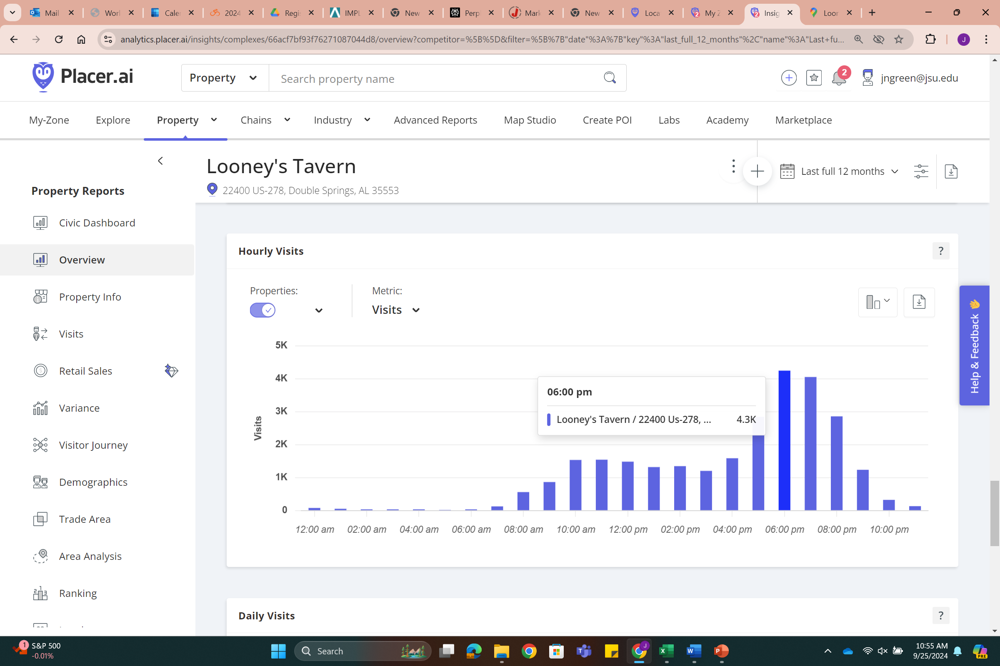 Mail
Worl
Caler
2024
Regis
IMPL
New
Perp
Mark
New
Loca
My Z
Insig
Loor
analytics.placer.ai/insights/complexes/66acf7bf93f76271087044d8/overview?competitor=%5B%5D&filter=%5B%7B"date"%3A%7B"key"%3A"last_full_12_months"%2C"name"%3A"Last+fu...
J
Placer.ai
Property
Search property name
2
jngreen@jsu.edu
My-Zone
Explore
Property
Chains
Industry
Advanced Reports
Map Studio
Create POI
Labs
Academy
Marketplace
Looney's Tavern
22400 US-278, Double Springs, AL 35553
Last full 12 months
Property Reports
Civic Dashboard
Overview
Property Info
Visits
Retail Sales
Variance
Visitor Journey
Demographics
Trade Area
Area Analysis
Ranking
Hourly Visits
?
Properties:
Metric:
Visits
Help & Feedback
5K
4K
3K
2K
1K
0
Visits
06:00 pm
Looney's Tavern / 22400 Us-278, ... 4.3K
12:00 am 02:00 am 04:00 am 06:00 am 08:00 am 10:00 am 12:00 pm 02:00 pm 04:00 pm 06:00 pm 08:00 pm 10:00 pm
Daily Visits
?
1
S&P 500
-0.01%
Search
J
10:55 AM
9/25/2024
PRE